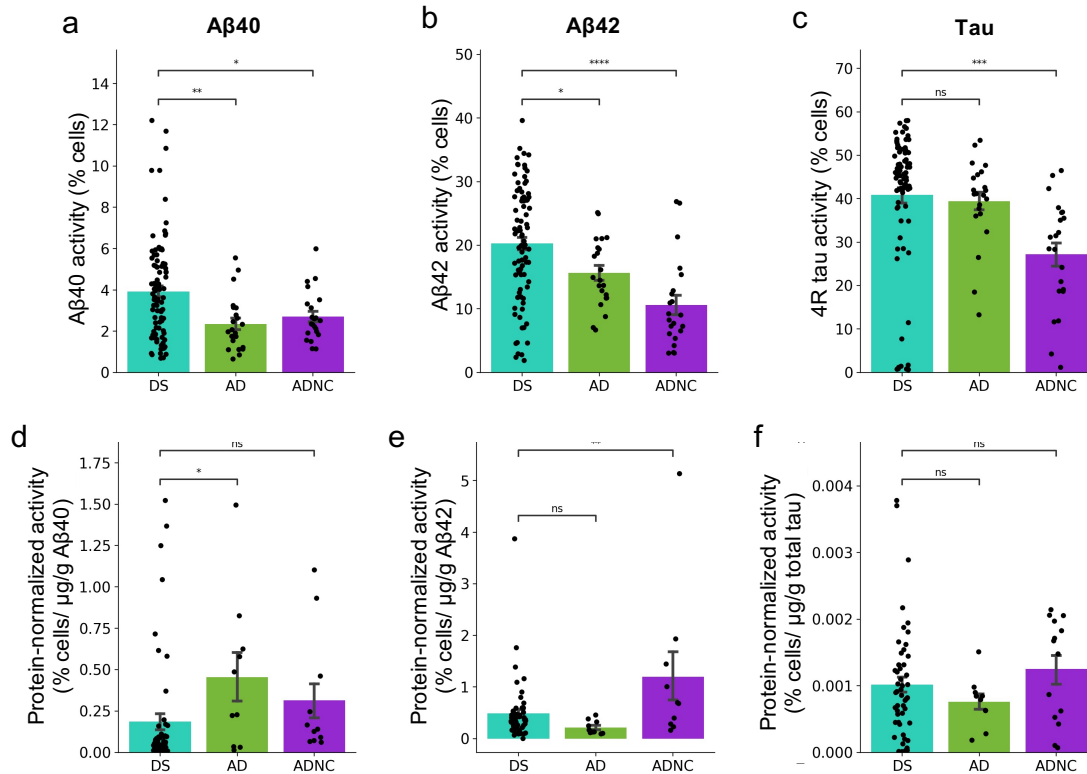 a
Aβ40
Aβ40 activity (% cells)
14
12
10
8
6
4
2
0
*
**
DS
AD
ADNC
b
Aβ42
Aβ42 activity (% cells)
50
40
30
20
10
0
****
*
DS
AD
ADNC
c
Tau
4R tau activity (% cells)
70
60
50
40
30
20
10
0
***
ns
DS
AD
ADNC
d
Protein-normalized activity
(% cells/ µg/g Aβ40)
1.75
1.50
1.25
1.00
0.75
0.50
0.25
0.00
ns
*
DS
AD
ADNC
e
Protein-normalized activity
(% cells/ µg/g Aβ42)
5
4
3
2
1
0
**
ns
DS
AD
ADNC
f
Protein-normalized activity
(% cells/ µg/g total tau)
0.004
0.003
0.002
0.001
0.000
ns
ns
DS
AD
ADNC